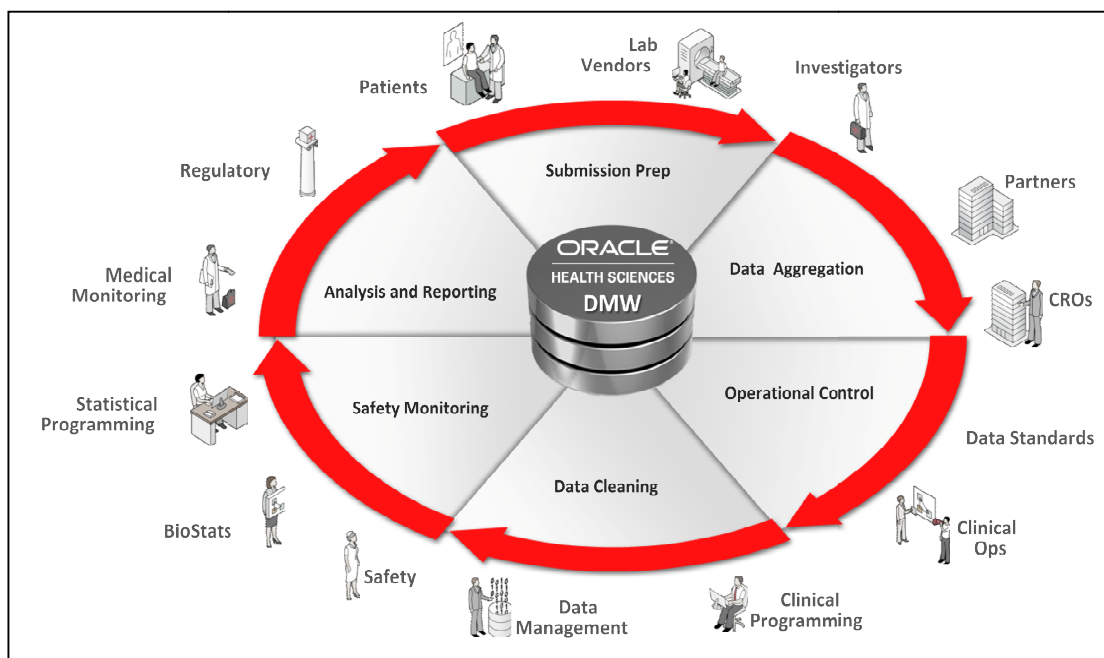 Patients
Lab
Vendors
Investigators
Regulatory
Partners
Medical
Monitoring
CROs
Statistical
Programming
Data Standards
BioStats
Clinical
Ops
Safety
Data
Management
Clinical
Programming
Submission Prep
Data Aggregation
Operational Control
Data Cleaning
Safety Monitoring
Analysis and Reporting
ORACLE®
HEALTH SCIENCES
DMW